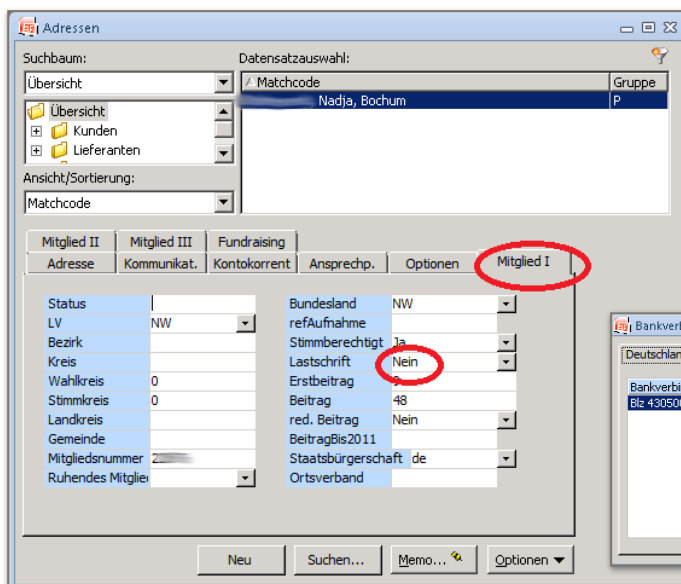 Adressen
Suchbaum: Datensatzauswahl:
Übersicht Matchcode Gruppe
Nadja, Bochum P
Übersicht
Kunden
Lieferanten
Ansicht/Sortierung:
Matchcode
Mitglied II Mitglied III Fundraising
Adresse Kommunikat. Kontokorrent Ansprechp. Optionen Mitglied I
Status Bundesland NW
LV NW refAufnahme
Bezirk Stimmberechtigt Ja
Kreis Lastschrift Nein
Wahlkreis 0 Erstbeitrag
Stimmkreis 0 Beitrag 48
Landkreis red. Beitrag Nein
Gemeinde BeitragBis2011
Mitgliedsnummer 2 Staatsbürgerschaft de
Ruhendes Mitglie Ortsverband
Bankverb
Deutschlan
Bankverbi
Blz 430500
Neu Suchen... Memo... Optionen